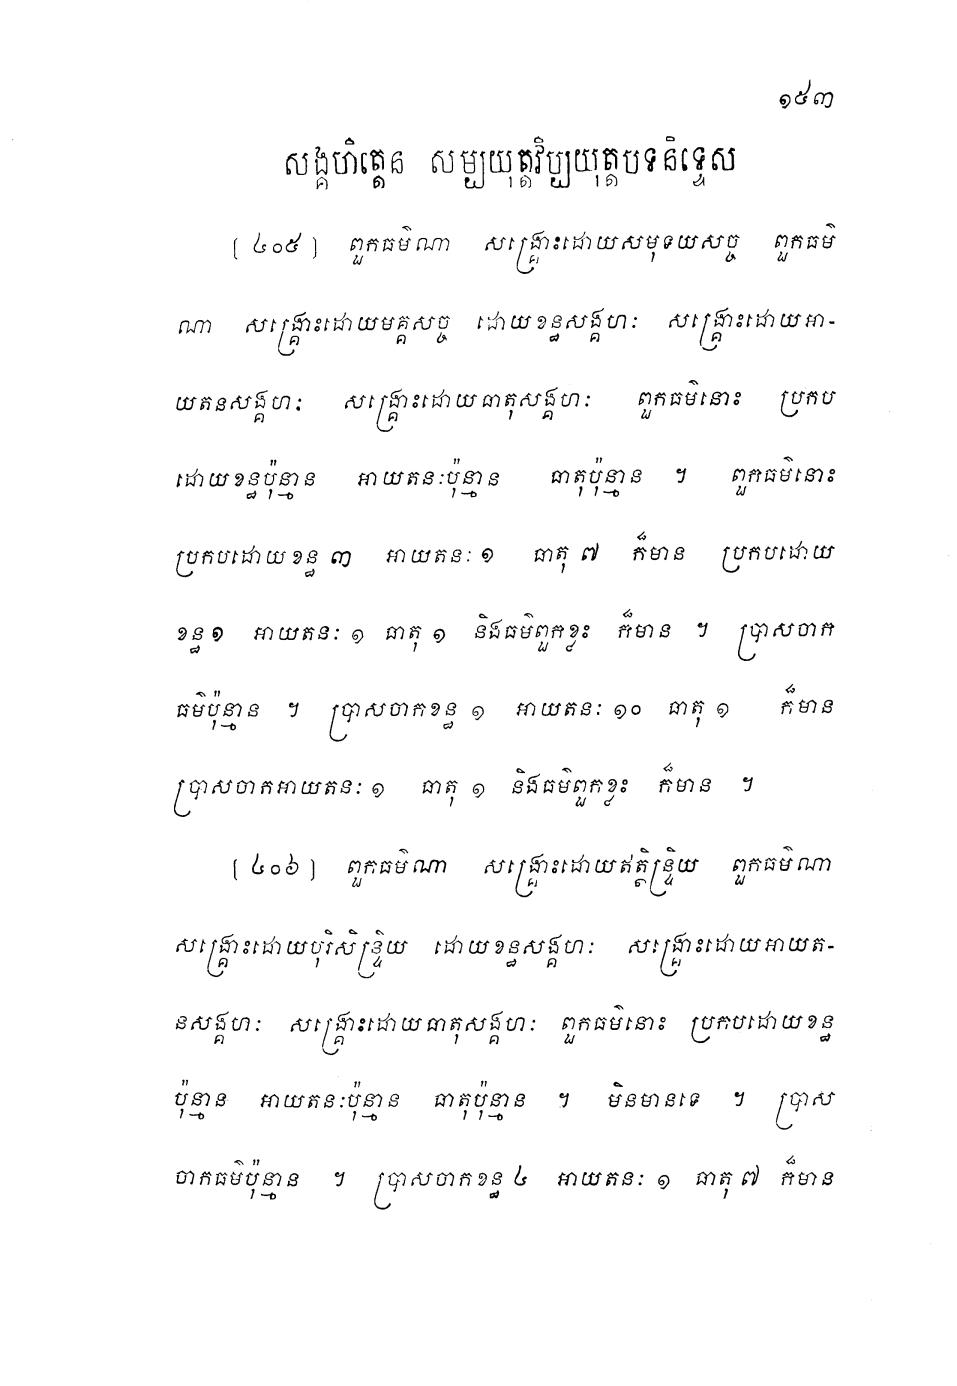 ១៥៣
សង្គហិតេ្តន សម្បយុត្តវិប្បយុត្តបទនិទ្ទេស
[ ៤០៥ ] ពួកធម៌ណា សង្គ្រោះដោយសមុទយសច្ច ពួកធម៌
ណា សង្គ្រោះដោយមគ្គសច្ច ដោយខន្ធសង្គហៈ សង្គ្រោះដោយអា-
យតនសង្គហៈ សង្គ្រោះដោយធាតុសង្គហៈ ពួកធម៌នោះ ប្រកប
ដោយខន្ធប៉ុន្មាន អាយតនៈប៉ុន្មាន ធាតុប៉ុន្មាន ។ ពួកធម៌នោះ
ប្រកបដោយខន្ធ ៣ អាយតនៈ ១ ធាតុ ៧ ក៏មាន ប្រកបដោយ
ខន្ធ ១ អាយតនៈ ១ ធាតុ ១ និងធម៌ពួកខ្លះ ក៏មាន ។ ប្រាសចាក
ធម៌ប៉ុន្មាន ។ ប្រាសចាកខន្ធ ១ អាយតនៈ ១០ ធាតុ ១ ក៏មាន
ប្រាសចាកអាយតនៈ ១ ធាតុ ១ និងធម៌ពួកខ្លះ ក៏មាន ។
[ ៤០៦ ] ពួកធម៌ណា សង្គ្រោះដោយឥត្ថិន្ទ្រិយ ពួកធម៌ណា
សង្គ្រោះដោយបុរិសិន្ទ្រិយ ដោយខន្ធសង្គហៈ សង្គ្រោះដោយអាយត-
នសង្គហៈ សង្គ្រោះដោយធាតុសង្គហៈ ពួកធម៌នោះ ប្រកបដោយខន្ធ
ប៉ុន្មាន អាយតនៈប៉ុន្មាន ធាតុប៉ុន្មាន ។ មិនមានទេ ។ ប្រាស
ចាកធម៌ប៉ុន្មាន ។ ប្រាសចាកខន្ធ ៤ អាយតនៈ ១ ធាតុ ៧ ក៏មាន